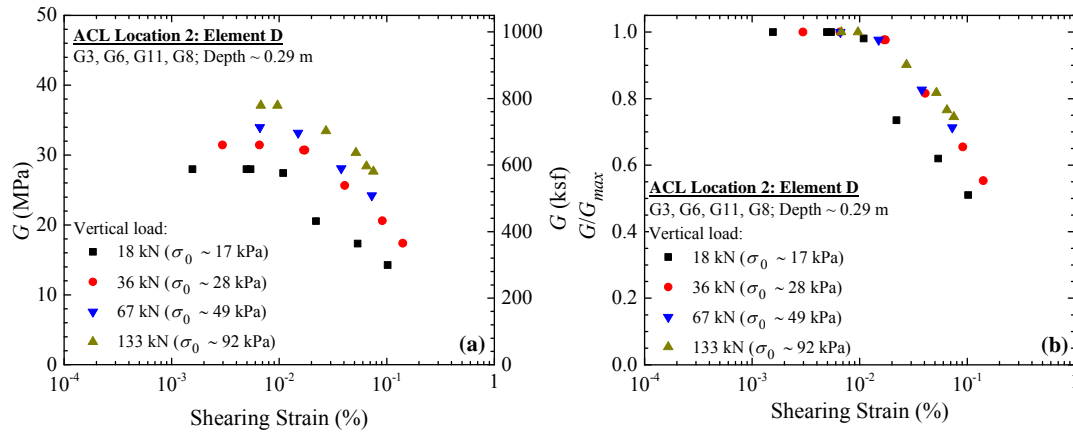 ACL Location 2: Element D
G3, G6, G11, G8; Depth ~ 0.29 m
Vertical load:
18 kN (σ0 ~ 17 kPa)
36 kN (σ0 ~ 28 kPa)
67 kN (σ0 ~ 49 kPa)
133 kN (σ0 ~ 92 kPa)
(a)
50
40
30
20
10
0
G (MPa)
1000
800
600
400
200
0
G (ksf)
10^-4
10^-3
10^-2
10^-1
1
Shearing Strain (%)
1.0
0.8
0.6
0.4
0.2
0.0
G/Gmax
ACL Location 2: Element D
G3, G6, G11, G8; Depth ~ 0.29 m
Vertical load:
18 kN (σ0 ~ 17 kPa)
36 kN (σ0 ~ 28 kPa)
67 kN (σ0 ~ 49 kPa)
133 kN (σ0 ~ 92 kPa)
(b)
10^-4
10^-3
10^-2
10^-1
1
Shearing Strain (%)